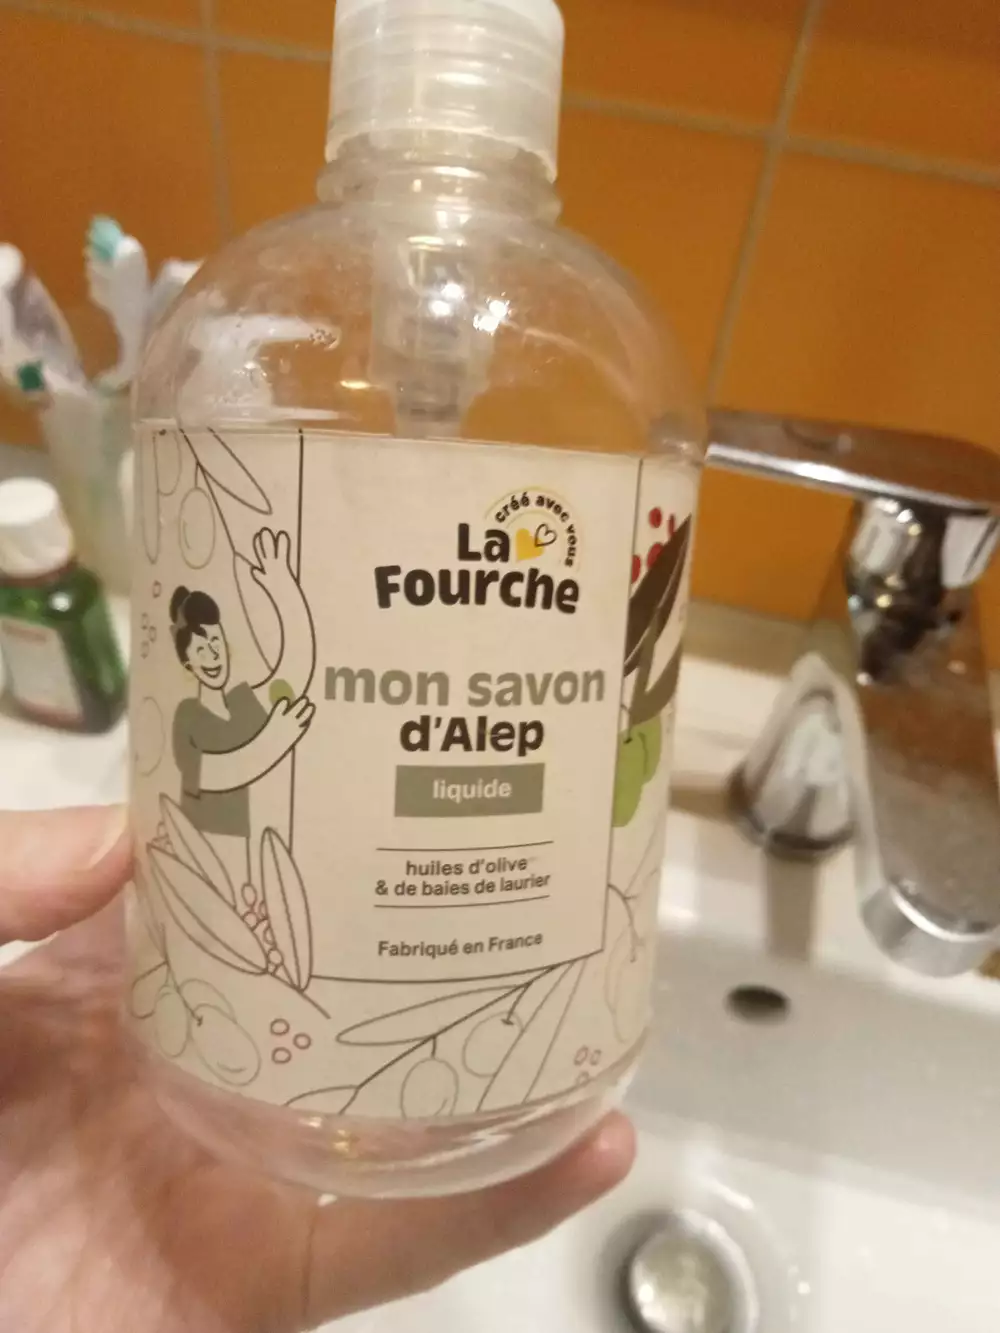 créé avec vous
La
Fourche
mon savon
d'Alep
liquide
huiles d'olive
& de baies de laurier
Fabriqué en France